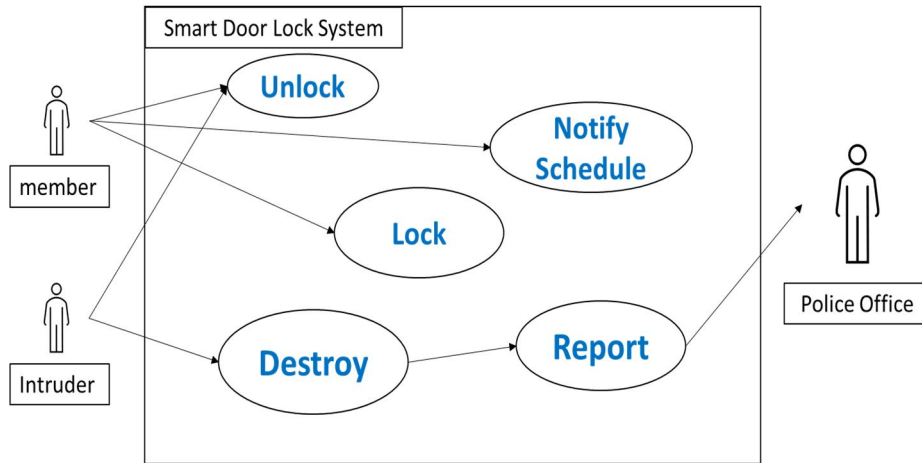 Smart Door Lock System
Unlock
Notify
Schedule
member
Lock
Police Office
Intruder
Destroy
Report